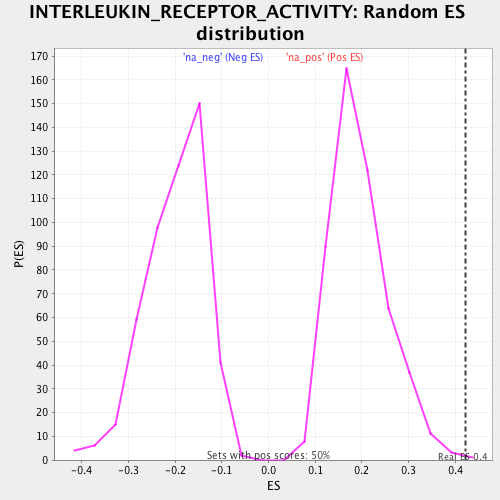 INTERLEUKIN_RECEPTOR_ACTIVITY: Random ES
distribution
'na_neg' (Neg ES) 'na_pos' (Pos ES)
170
160
150
140
130
120
110
100
90
80
70
60
50
40
30
20
10
0
P(ES)
Sets with pos scores: 50%
Real ES 0.4
-0.4 -0.3 -0.2 -0.1 0.0 0.1 0.2 0.3 0.4
ES